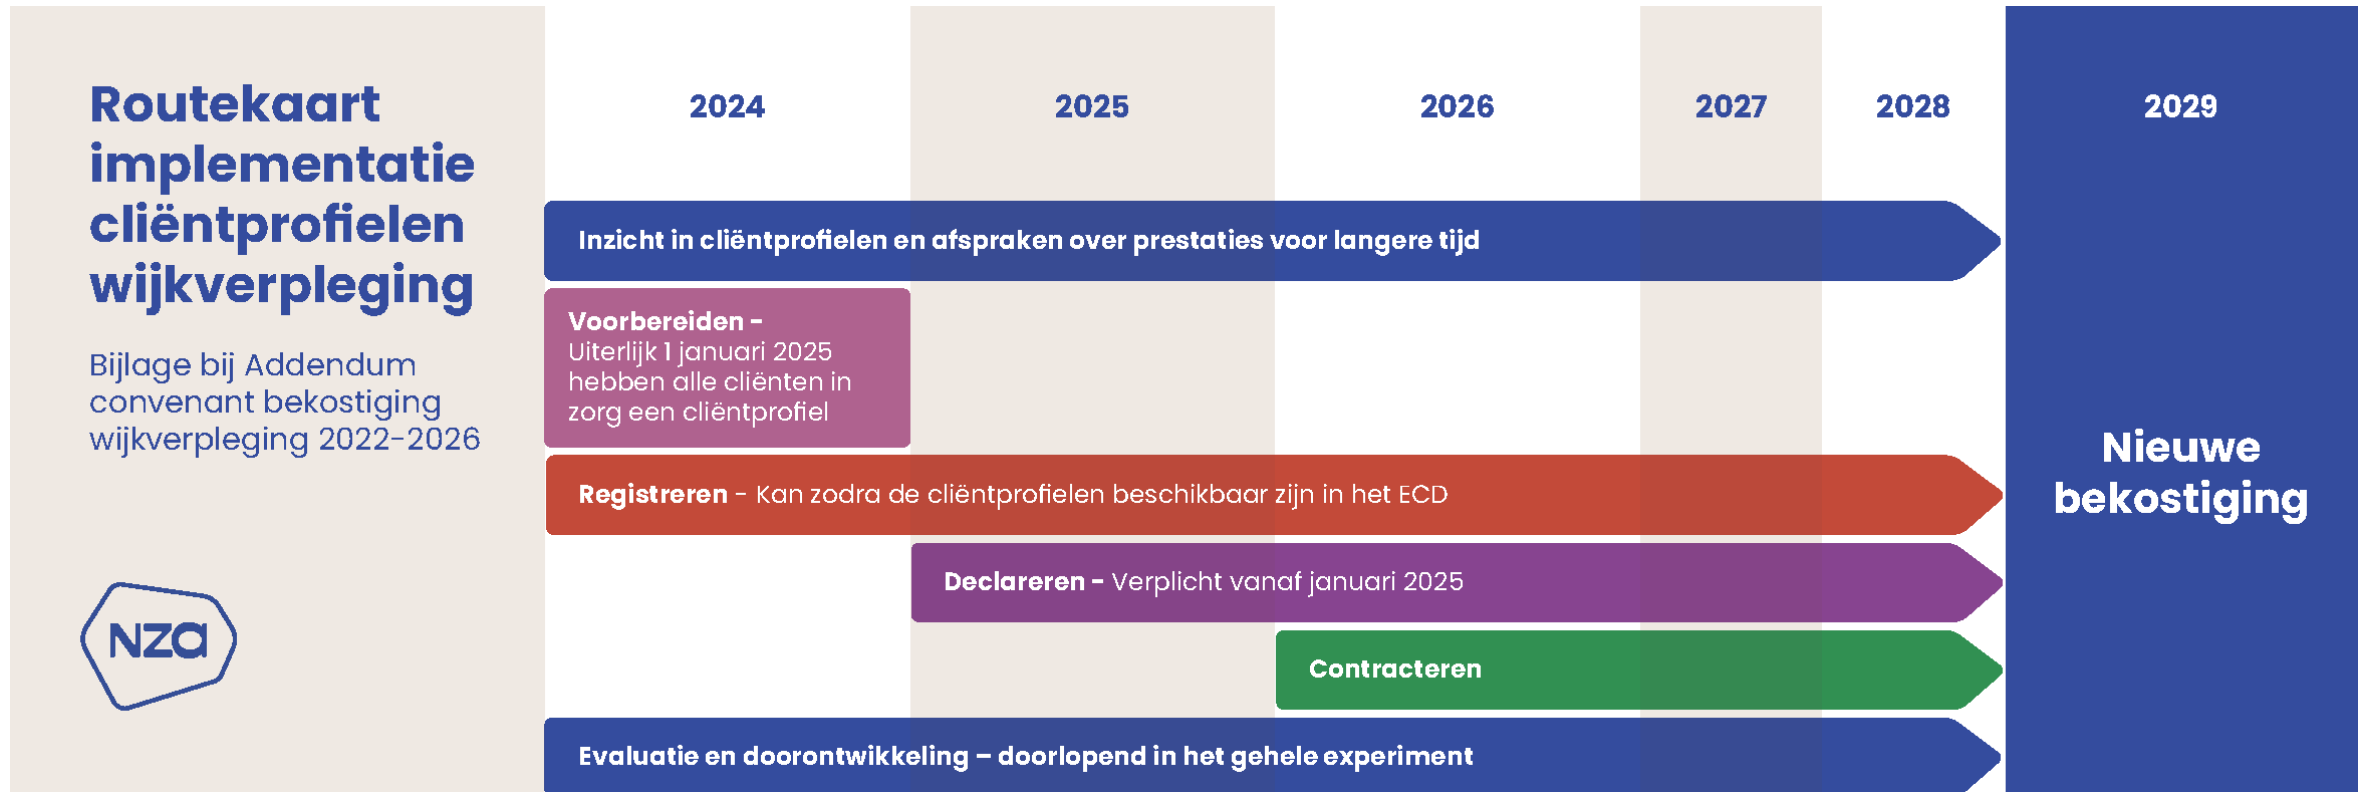 Routekaart
implementatie
cliëntprofielen
wijkverpleging
Bijlage bij Addendum
convenant bekostiging
wijkverpleging 2022-2026
NZa
2024
2025
2026
2027
2028
2029
Inzicht in cliëntprofielen en afspraken over prestaties voor langere tijd
Voorbereiden -
Uiterlijk 1 januari 2025
hebben alle cliënten in
zorg een cliëntprofiel
Registreren - Kan zodra de cliëntprofielen beschikbaar zijn in het ECD
Declareren - Verplicht vanaf januari 2025
Contracteren
Evaluatie en doorontwikkeling – doorlopend in het gehele experiment
Nieuwe
bekostiging